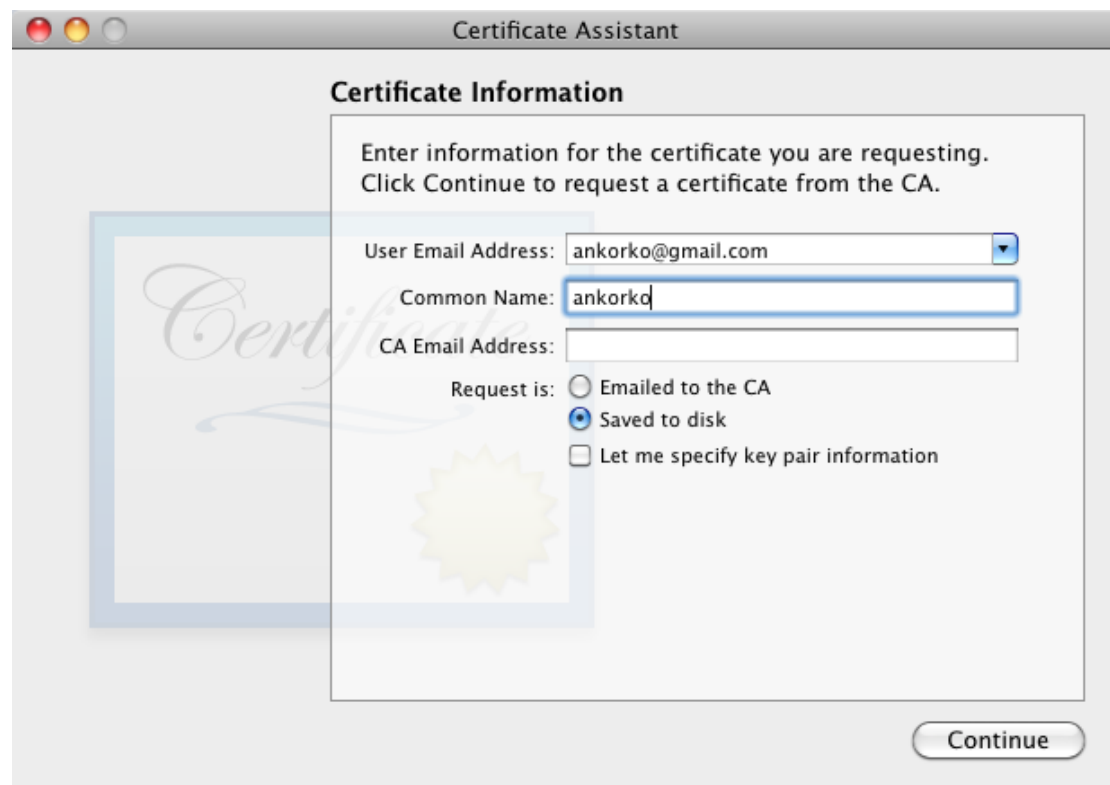 Certificate Assistant
Certificate Information
Enter information for the certificate you are requesting.
Click Continue to request a certificate from the CA.
Certificate
User Email Address: ankorko@gmail.com
Common Name: ankorko
CA Email Address:
Request is: Emailed to the CA
Saved to disk
Let me specify key pair information
Continue